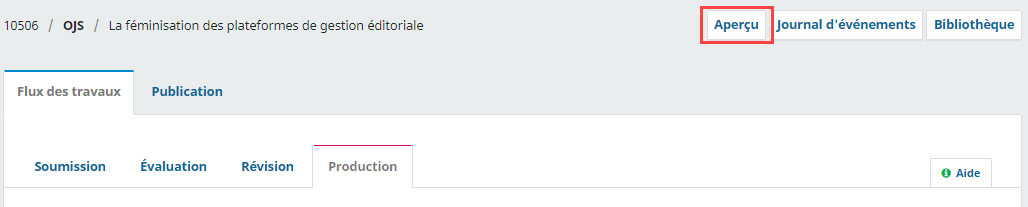 10506 / OJS / La féminisation des plateformes de gestion éditoriale Aperçu Journal d'événements Bibliothèque
Flux des travaux Publication
Soumission Évaluation Révision Production
Aide